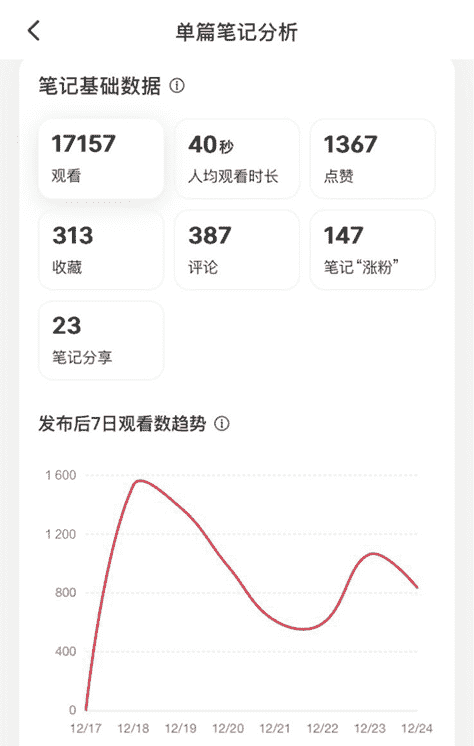 单篇笔记分析
笔记基础数据
17157
观看
40秒
人均观看时长
1367
点赞
313
收藏
387
评论
147
笔记“涨粉”
23
笔记分享
发布后7日观看数趋势
1 600
1 200
800
400
0
12/17 12/18 12/19 12/20 12/21 12/22 12/23 12/24